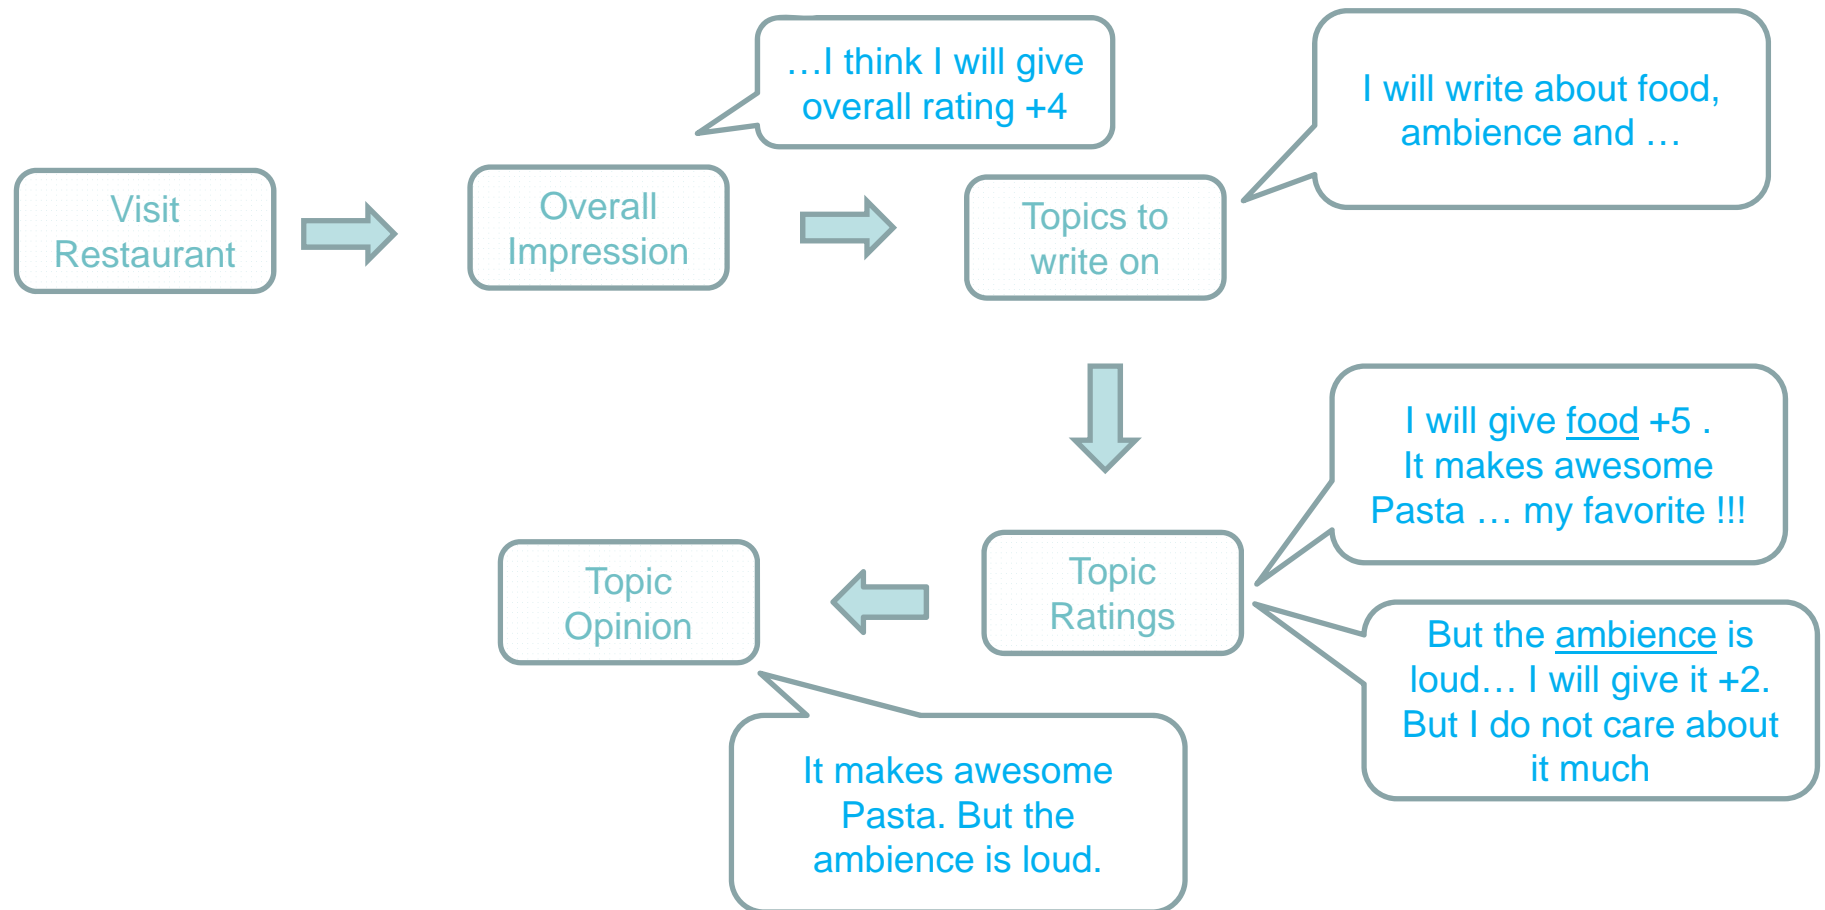 …I think I will give
overall rating +4
I will write about food,
ambience and …
Visit
Restaurant
Overall
Impression
Topics to
write on
I will give food +5 .
It makes awesome
Pasta … my favorite !!!
Topic
Opinion
Topic
Ratings
But the ambience is
loud… I will give it +2.
But I do not care about
it much
It makes awesome
Pasta. But the
ambience is loud.